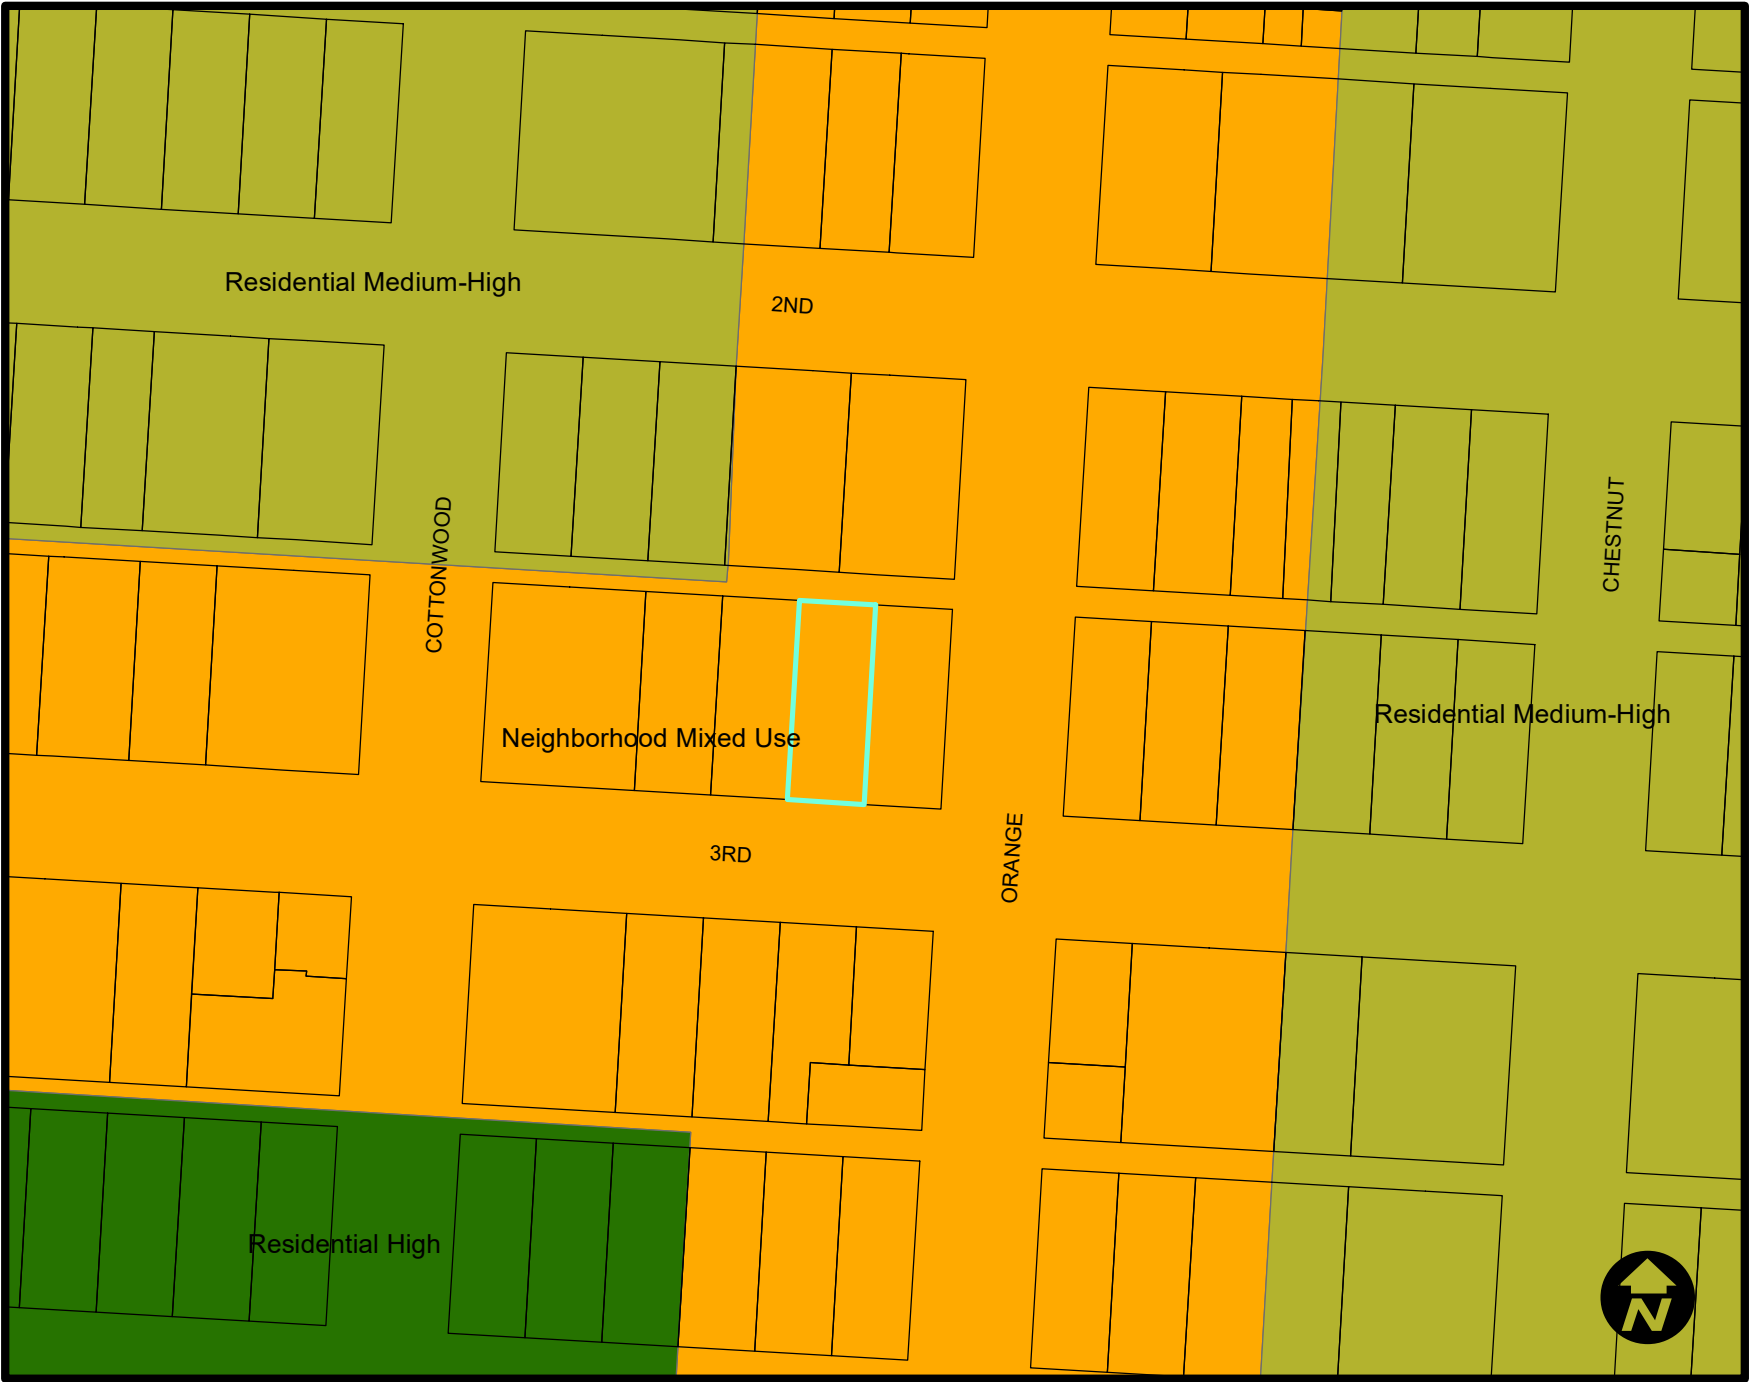 Residential Medium-High
2ND
COTTONWOOD
CHESTNUT
Residential Medium-High
Neighborhood Mixed Use
3RD
ORANGE
Residential High
N